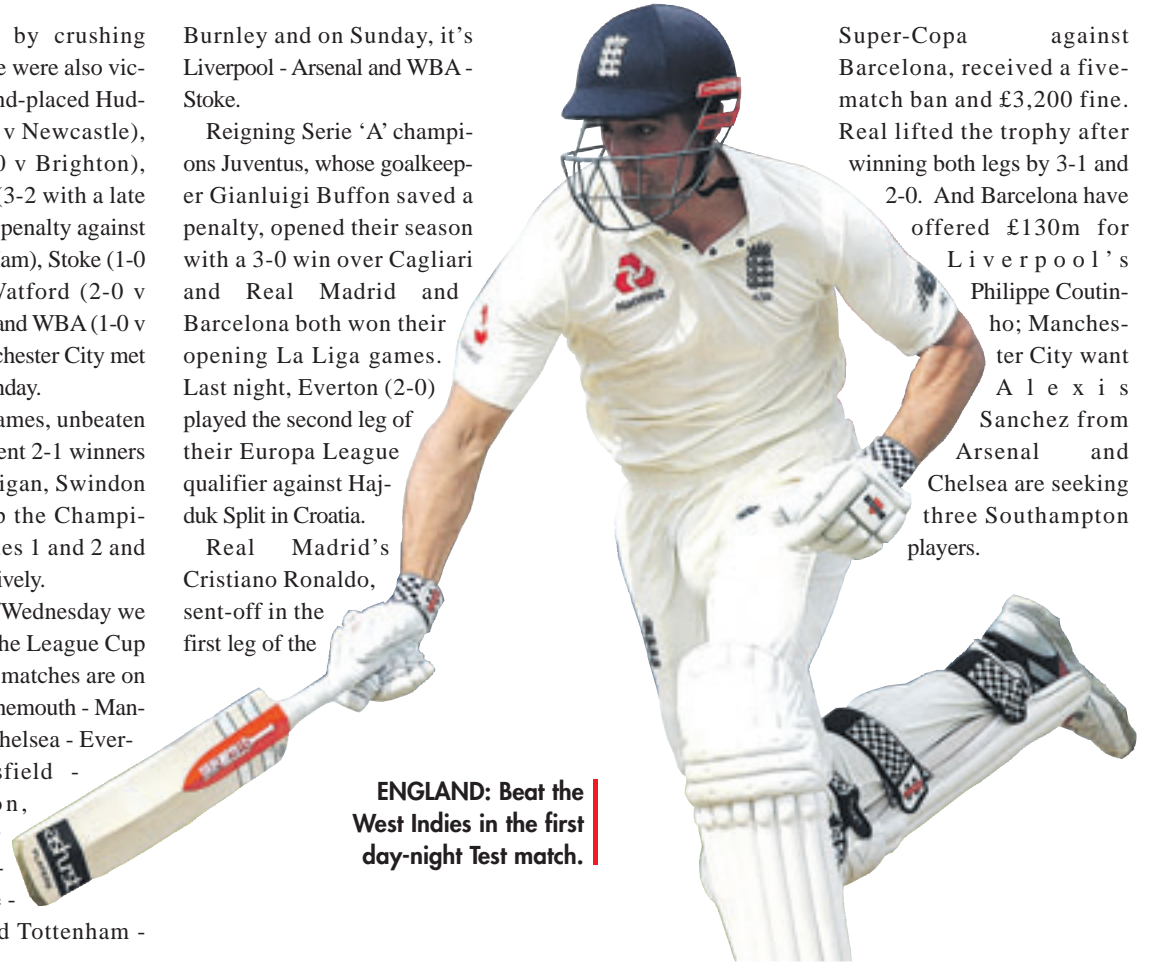 by crushing
e were also vic-
nd-placed Hud-
v Newcastle),
0 v Brighton),
(3-2 with a late
penalty against
am), Stoke (1-0
Watford (2-0 v
and WBA (1-0 v
chester City met
nday.
ames, unbeaten
ent 2-1 winners
igan, Swindon
p the Champi-
es 1 and 2 and
ively.
Wednesday we
he League Cup
matches are on
nemouth - Man-
helsea - Ever-
sfield -
on,
-
-
d Tottenham -
Burnley and on Sunday, it's
Liverpool - Arsenal and WBA -
Stoke.
Reigning Serie ‘A’ champi-
ons Juventus, whose goalkeep-
er Gianluigi Buffon saved a
penalty, opened their season
with a 3-0 win over Cagliari
and Real Madrid and
Barcelona both won their
opening La Liga games.
Last night, Everton (2-0)
played the second leg of
their Europa League
qualifier against Haj-
duk Split in Croatia.
Real Madrid's
Cristiano Ronaldo,
sent-off in the
first leg of the
Super-Copa against
Barcelona, received a five-
match ban and £3,200 fine.
Real lifted the trophy after
winning both legs by 3-1 and
2-0. And Barcelona have
offered £130m for
Liverpool's
Philippe Coutin-
ho; Manches-
ter City want
Alexis
Sanchez from
Arsenal and
Chelsea are seeking
three Southampton
players.
NatWest
ENGLAND: Beat the
West Indies in the first
day-night Test match.